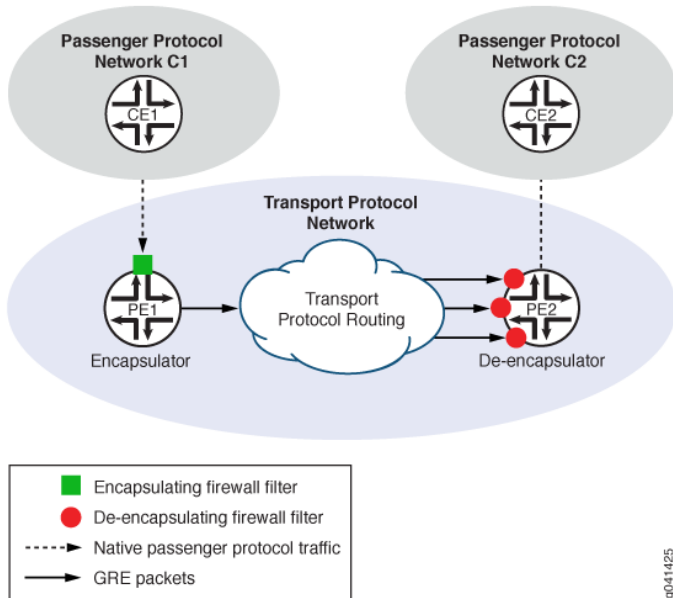 Passenger Protocol
Network C1
CE1
Passenger Protocol
Network C2
CE2
Transport Protocol
Network
PE1
Encapsulator
Transport
Protocol Routing
PE2
De-encapsulator
Encapsulating firewall filter
De-encapsulating firewall filter
Native passenger protocol traffic
GRE packets
g041425